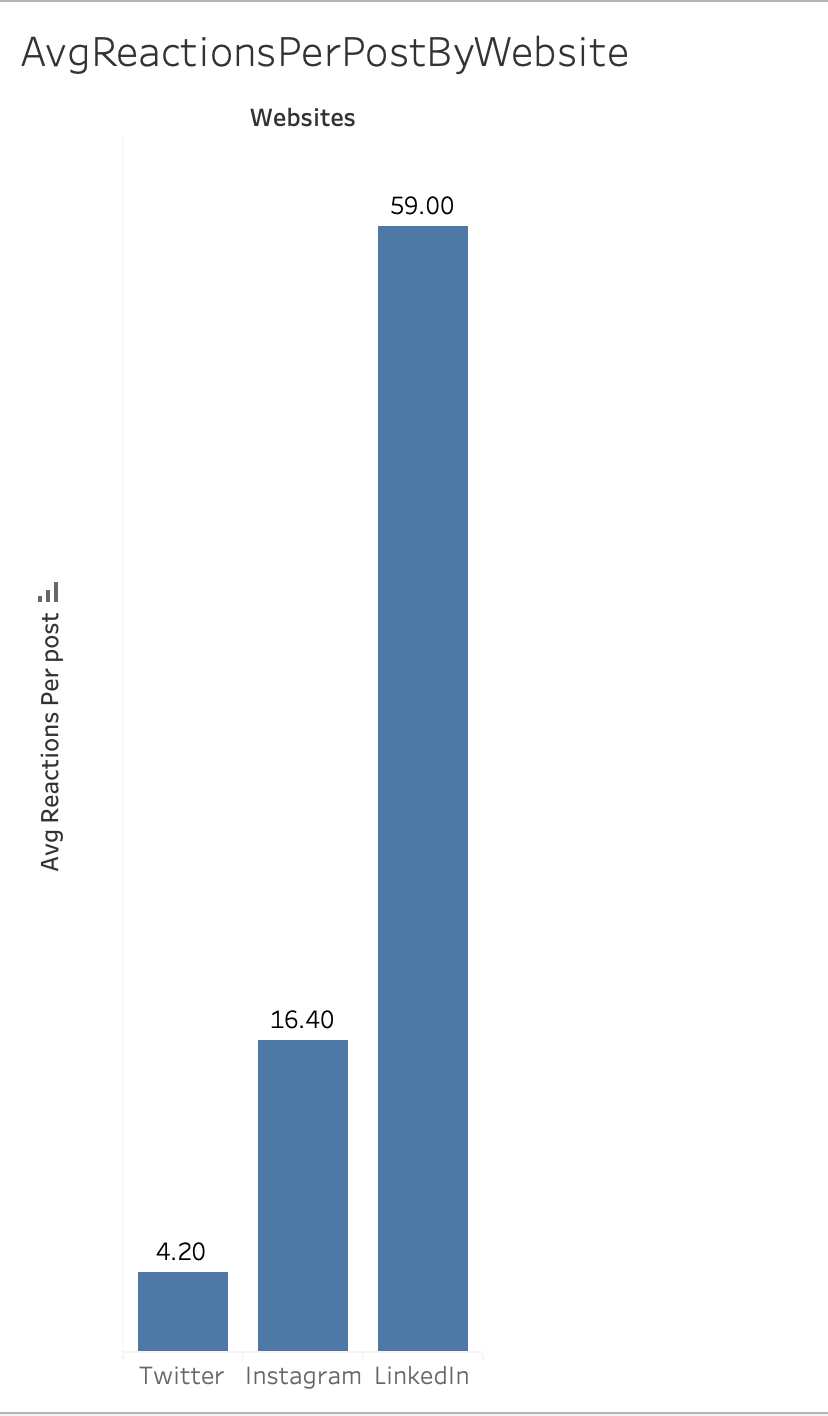 AvgReactionsPerPostByWebsite
Websites
59.00
Avg Reactions Per post
16.40
4.20
Twitter Instagram LinkedIn